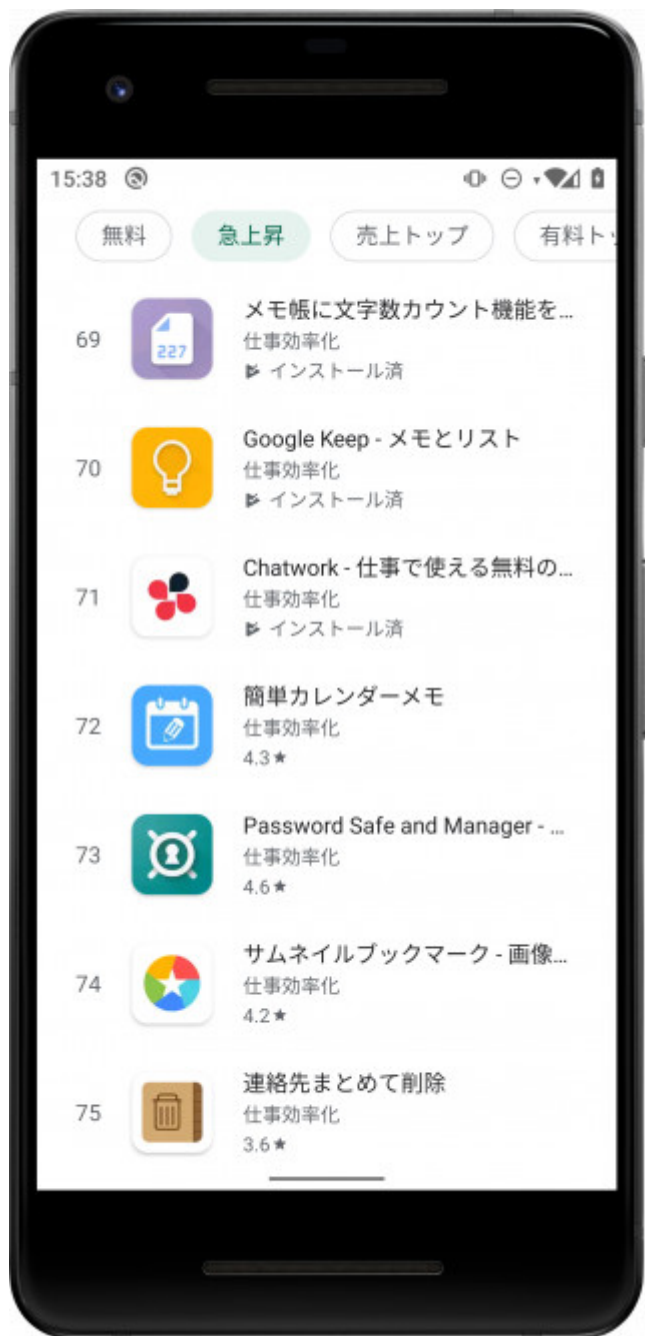 15:38
無料 急上昇 売上トップ 有料ト
69
メモ帳に文字数カウント機能を...
仕事効率化
インストール済
227
70
Google Keep - メモとリスト
仕事効率化
インストール済
71
Chatwork - 仕事で使える無料の...
仕事効率化
インストール済
72
簡単カレンダーメモ
仕事効率化
4.3★
73
Password Safe and Manager - ...
仕事効率化
4.6★
74
サムネイルブックマーク - 画像...
仕事効率化
4.2★
75
連絡先まとめて削除
仕事効率化
3.6★